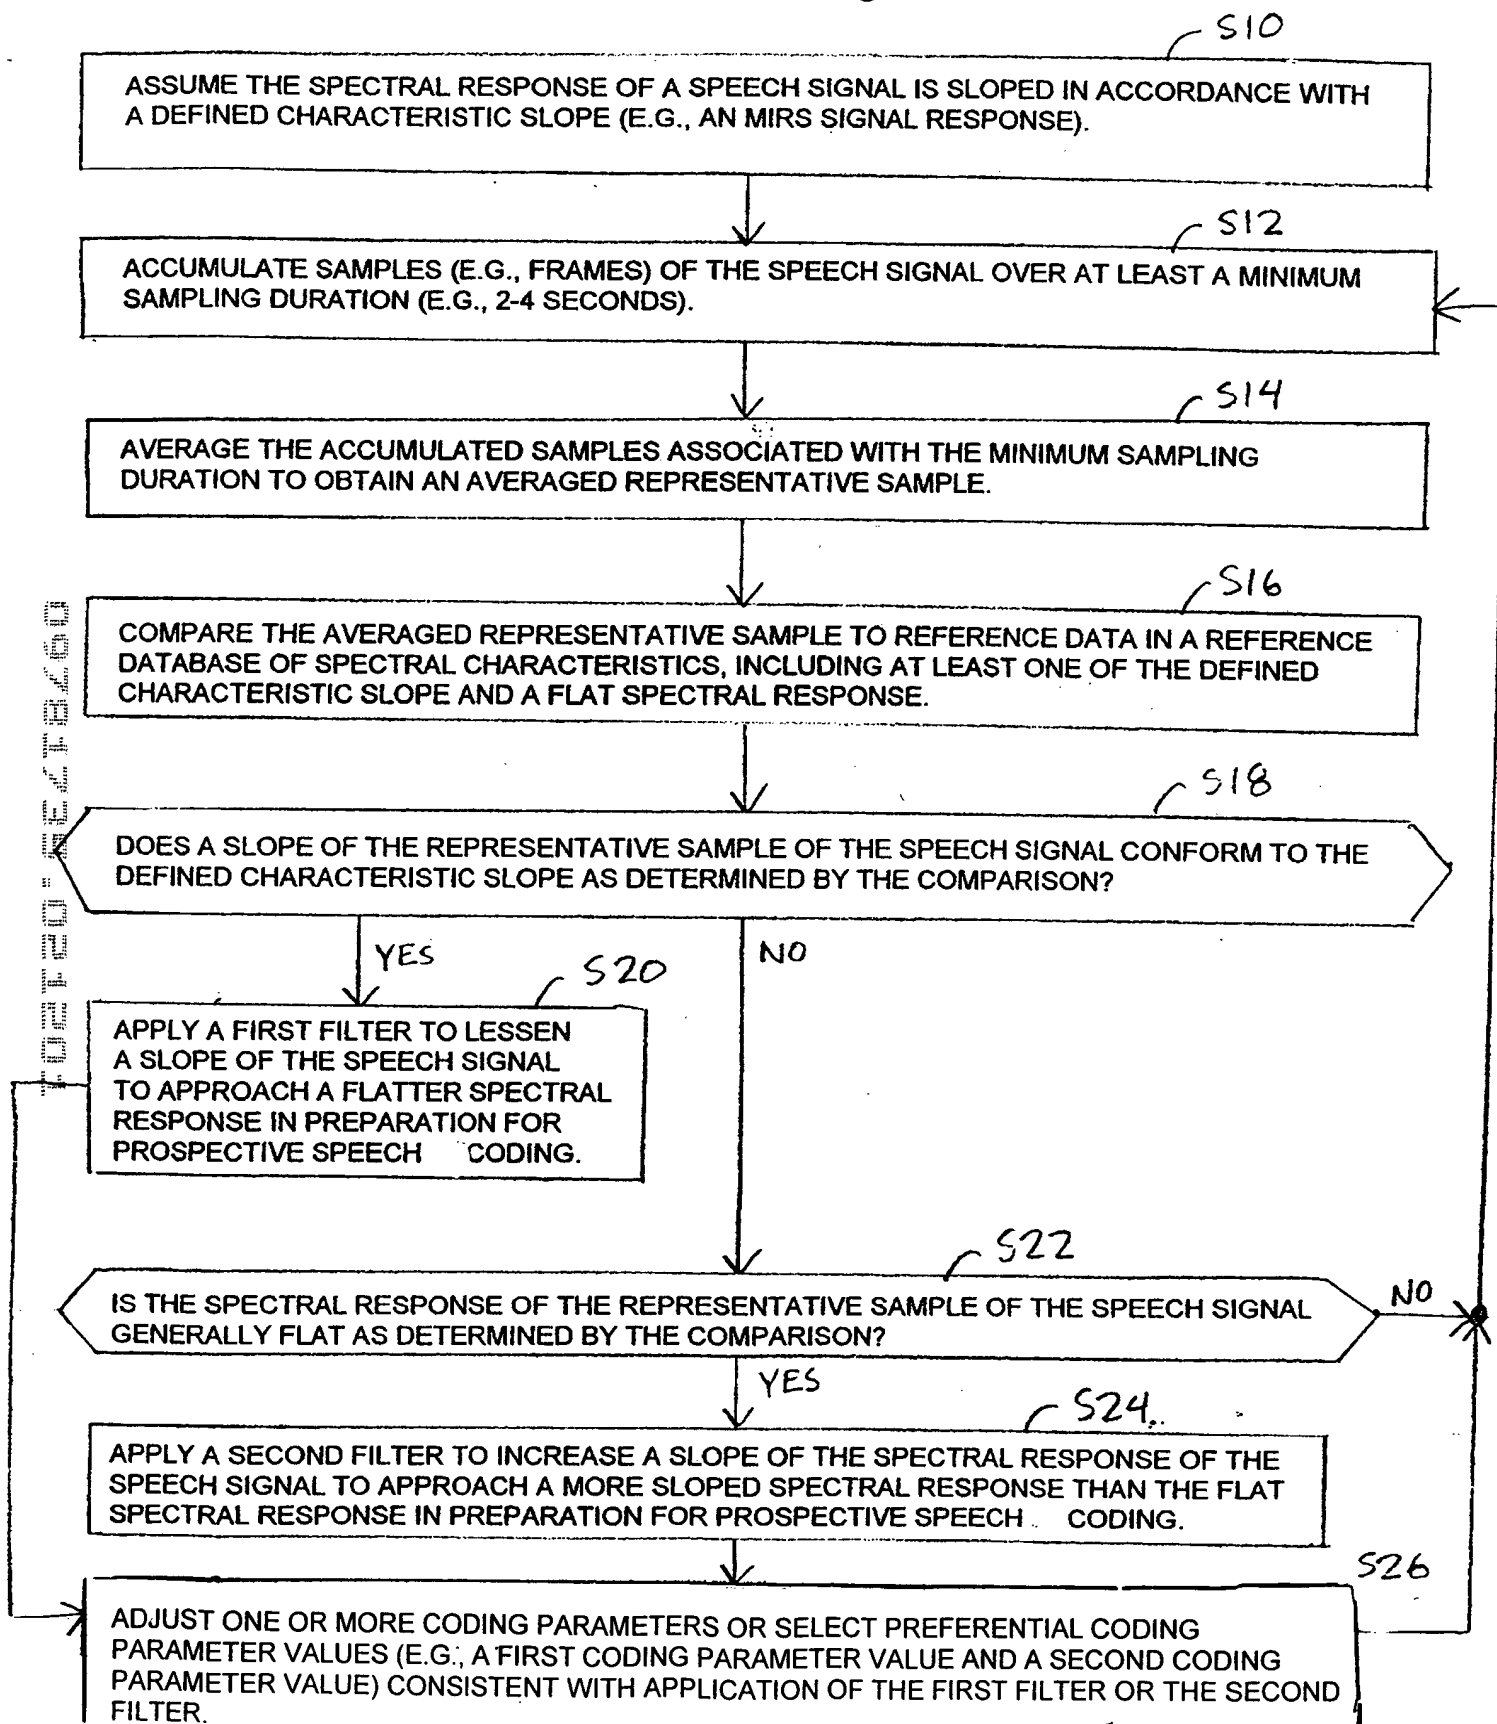 S10
ASSUME THE SPECTRAL RESPONSE OF A SPEECH SIGNAL IS SLOPED IN ACCORDANCE WITH
A DEFINED CHARACTERISTIC SLOPE (E.G., AN MIRS SIGNAL RESPONSE).
S12
ACCUMULATE SAMPLES (E.G., FRAMES) OF THE SPEECH SIGNAL OVER AT LEAST A MINIMUM
SAMPLING DURATION (E.G., 2-4 SECONDS).
S14
AVERAGE THE ACCUMULATED SAMPLES ASSOCIATED WITH THE MINIMUM SAMPLING
DURATION TO OBTAIN AN AVERAGED REPRESENTATIVE SAMPLE.
S16
COMPARE THE AVERAGED REPRESENTATIVE SAMPLE TO REFERENCE DATA IN A REFERENCE
DATABASE OF SPECTRAL CHARACTERISTICS, INCLUDING AT LEAST ONE OF THE DEFINED
CHARACTERISTIC SLOPE AND A FLAT SPECTRAL RESPONSE.
S18
DOES A SLOPE OF THE REPRESENTATIVE SAMPLE OF THE SPEECH SIGNAL CONFORM TO THE
DEFINED CHARACTERISTIC SLOPE AS DETERMINED BY THE COMPARISON?
YES
NO
S20
APPLY A FIRST FILTER TO LESSEN
A SLOPE OF THE SPEECH SIGNAL
TO APPROACH A FLATTER SPECTRAL
RESPONSE IN PREPARATION FOR
PROSPECTIVE SPEECH CODING.
S22
IS THE SPECTRAL RESPONSE OF THE REPRESENTATIVE SAMPLE OF THE SPEECH SIGNAL
GENERALLY FLAT AS DETERMINED BY THE COMPARISON?
NO
YES
S24
APPLY A SECOND FILTER TO INCREASE A SLOPE OF THE SPECTRAL RESPONSE OF THE
SPEECH SIGNAL TO APPROACH A MORE SLOPED SPECTRAL RESPONSE THAN THE FLAT
SPECTRAL RESPONSE IN PREPARATION FOR PROSPECTIVE SPEECH CODING.
S26
ADJUST ONE OR MORE CODING PARAMETERS OR SELECT PREFERENTIAL CODING
PARAMETER VALUES (E.G., A FIRST CODING PARAMETER VALUE AND A SECOND CODING
PARAMETER VALUE) CONSISTENT WITH APPLICATION OF THE FIRST FILTER OR THE SECOND
FILTER.